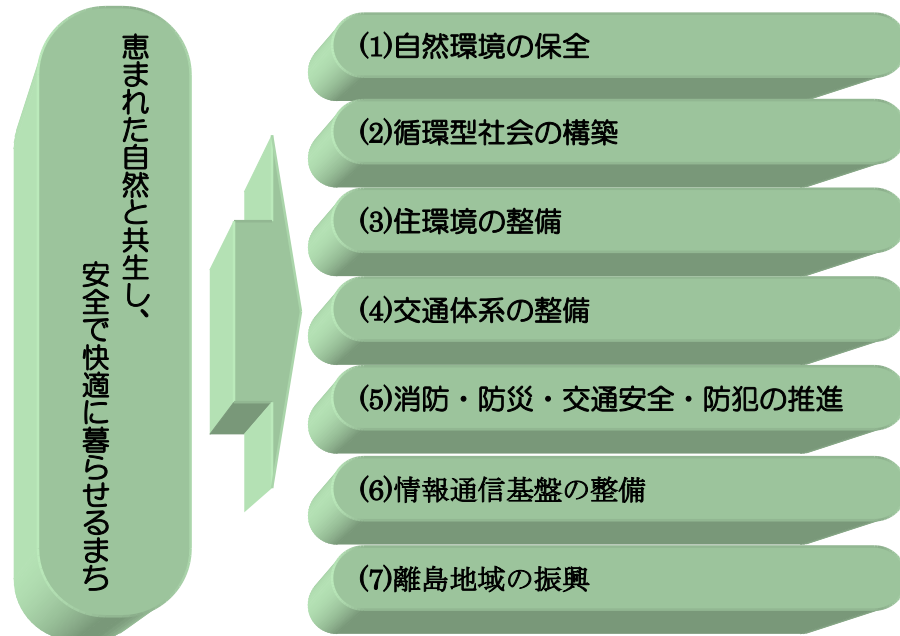 恵まれた自然と共生し、
安全で快適に暮らせるまち
(1)自然環境の保全
(2)循環型社会の構築
(3)住環境の整備
(4)交通体系の整備
(5)消防・防災・交通安全・防犯の推進
(6)情報通信基盤の整備
(7)離島地域の振興